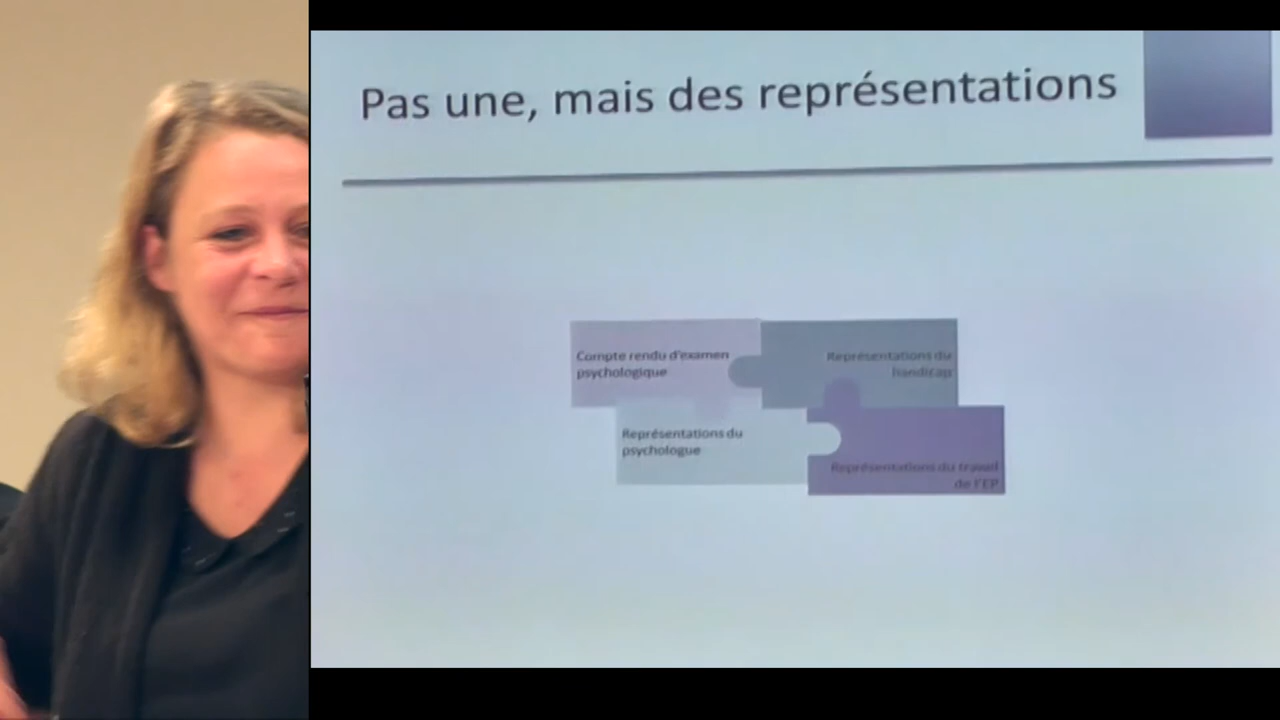 Pas une, mais des représentations
Compte rendu d'examen
psychologique
Représentations du
handicap
Représentations du
psychologue
Représentations du travail
de l'EP